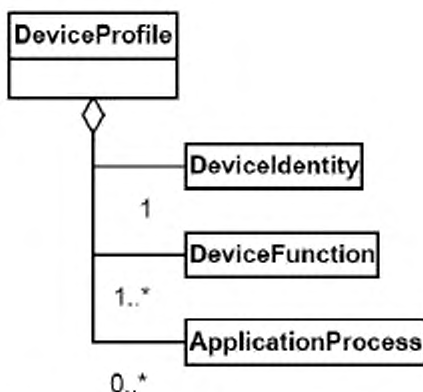 DeviceProfile
DeviceIdentity
1
DeviceFunction
1..*
ApplicationProcess
0..*